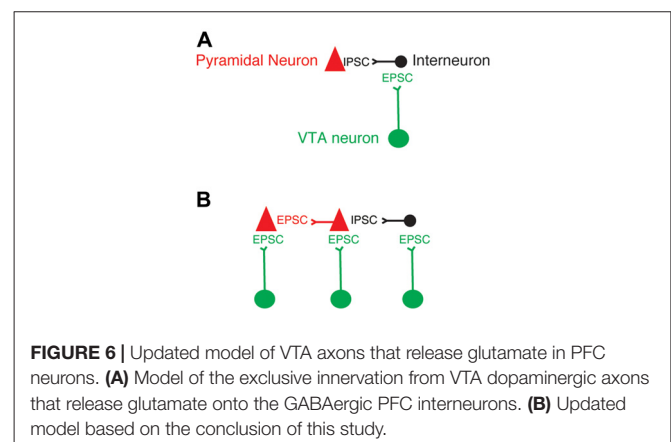 A
Pyramidal Neuron IPSC Interneuron
EPSC
VTA neuron
B
EPSC IPSC
EPSC EPSC EPSC
FIGURE 6 | Updated model of VTA axons that release glutamate in PFC
neurons. (A) Model of the exclusive innervation from VTA dopaminergic axons
that release glutamate onto the GABAergic PFC interneurons. (B) Updated
model based on the conclusion of this study.